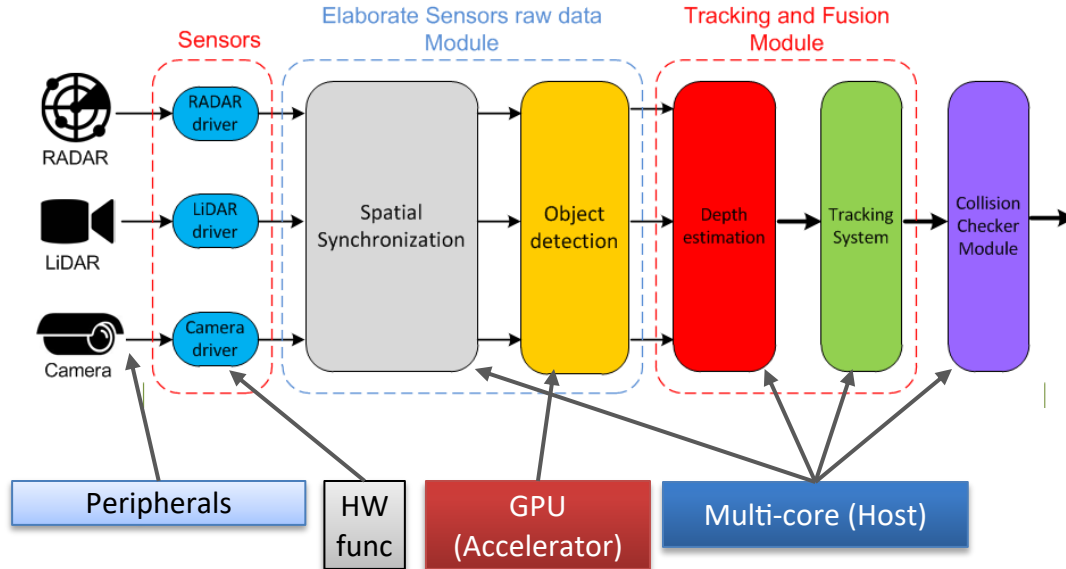 Elaborate Sensors raw data
Module
Tracking and Fusion
Module
Sensors
RADAR
driver
RADAR
LiDAR
driver
LiDAR
Camera
driver
Camera
Spatial
Synchronization
Object
detection
Depth
estimation
Tracking
System
Collision
Checker
Module
Peripherals
HW
func
GPU
(Accelerator)
Multi-core (Host)